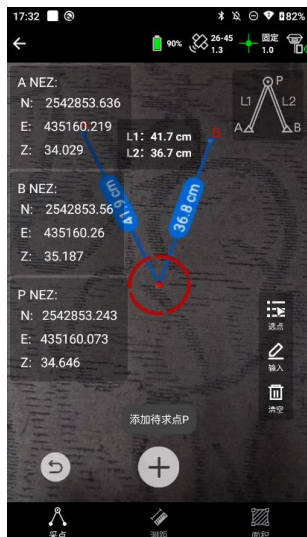 17:32
82%
90%
26-45
1.3
固定
1.0
A NEZ:
N: 2542853.636
E: 435160.219
Z: 34.029
L1: 41.7 cm
L2: 36.7 cm
P
L1
L2
A
B
B
B NEZ:
N: 2542853.56
E: 435160.26
Z: 35.187
41.9 cm
36.8 cm
P NEZ:
N: 2542853.243
E: 435160.073
Z: 34.646
选点
输入
清空
添加待求点P
采点
测距
面积